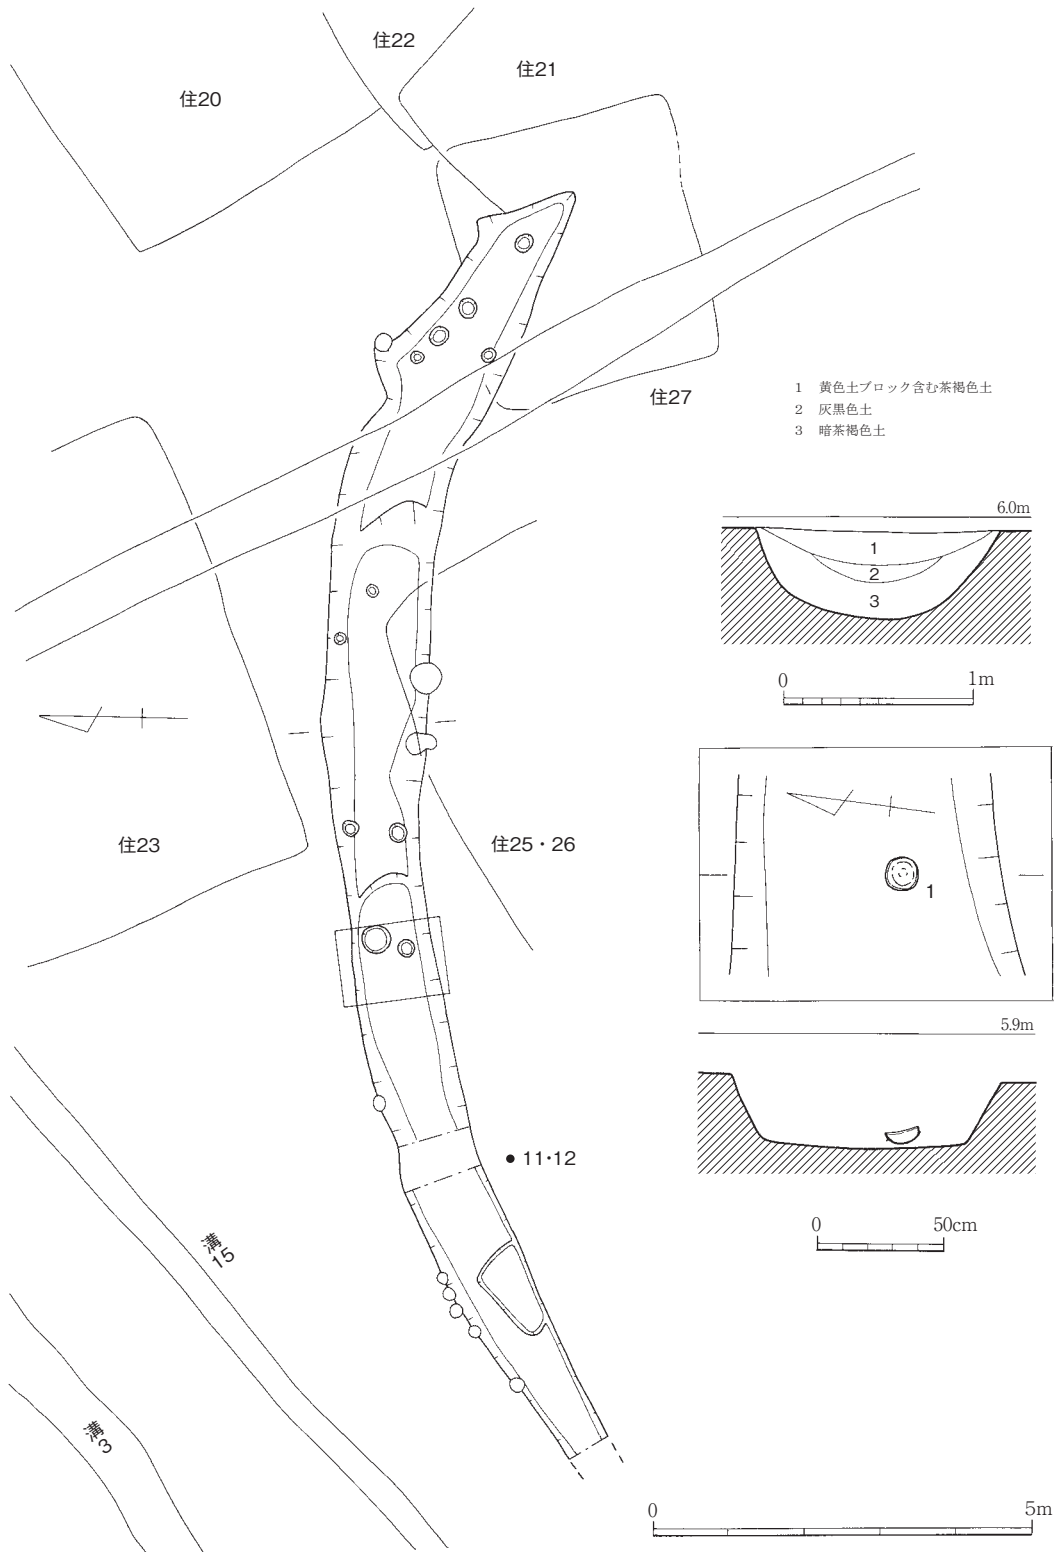 住22
住21
住20
住27
1 黄色土ブロック含む茶褐色土
2 灰黒色土
3 暗茶褐色土
6.0m
1
2
3
0 1m
住23
住25・26
1
5.9m
11・12
0 50cm
溝15
溝3
0 5m